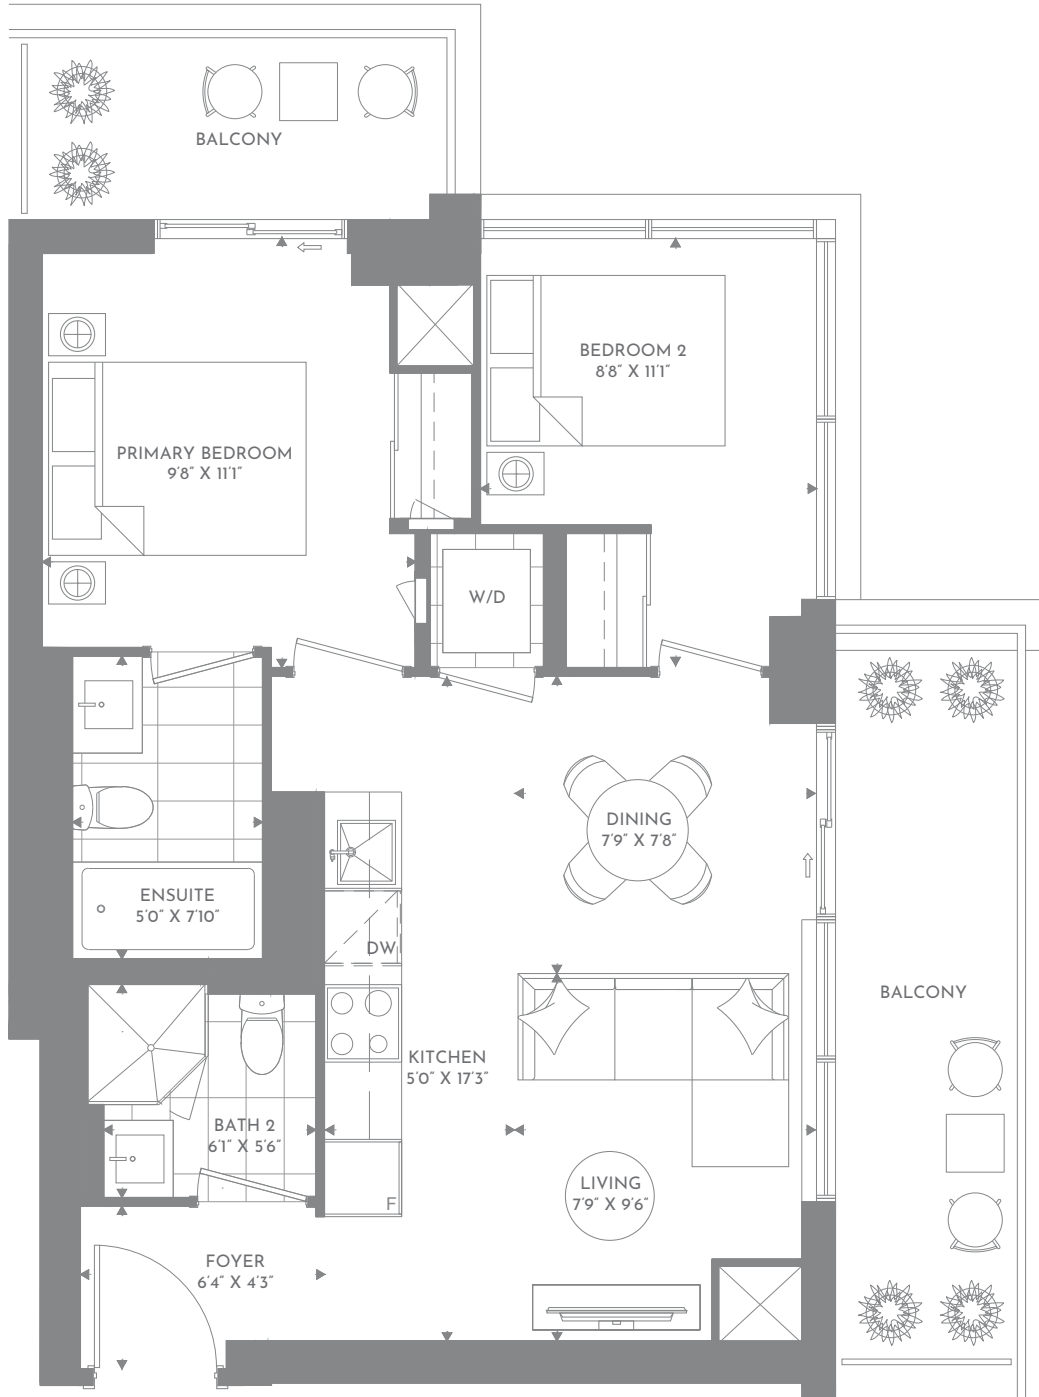 BALCONY
BEDROOM 2
8'8" X 11'1"
PRIMARY BEDROOM
9'8" X 11'1"
W/D
DINING
7'9" X 7'8"
ENSUITE
5'0" X 7'10"
DW
BALCONY
KITCHEN
5'0" X 17'3"
BATH 2
6'1" X 5'6"
LIVING
7'9" X 9'6"
F
FOYER
6'4" X 4'3"